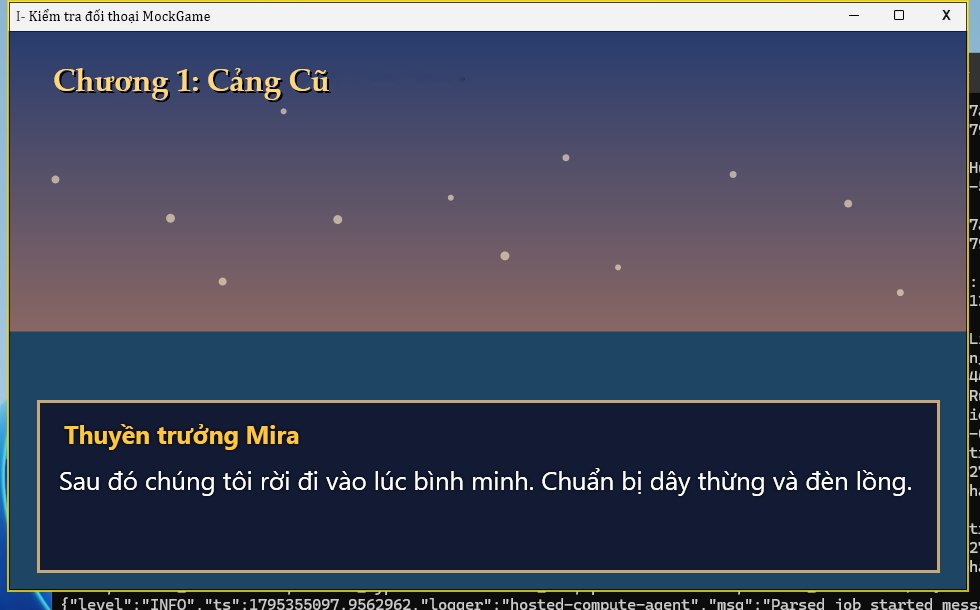 I- Kiểm tra đối thoại MockGame
Chương 1: Cảng Cũ
Thuyền trưởng Mira
Sau đó chúng tôi rời đi vào lúc bình minh. Chuẩn bị dây thừng và đèn lồng.
{"level":"INFO","ts":1795355097.9562962,"logger":"hosted-compute-agent","msg":"Parsed job started